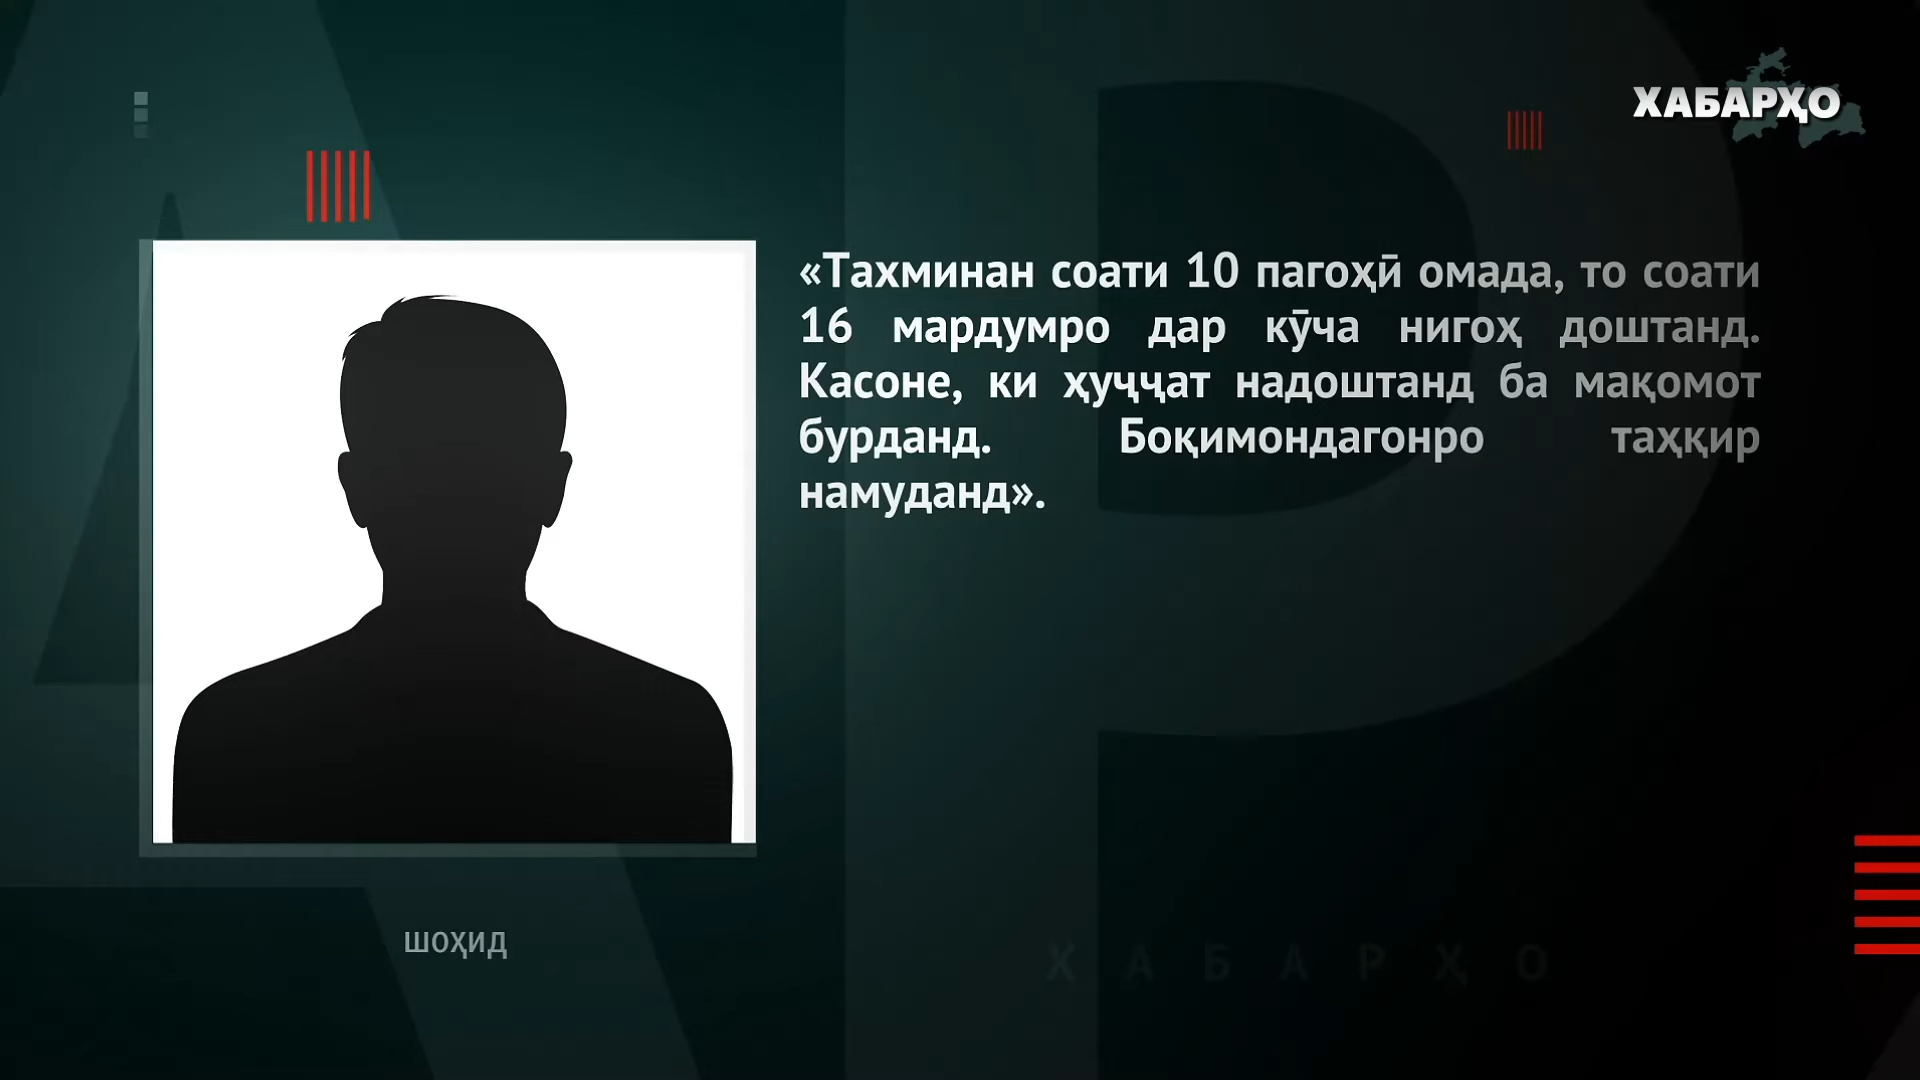 ХАБАРҲО
«Тахминан соати 10 пагоҳӣ омада, то соати
16 мардумро дар кӯча нигоҳ доштанд.
Касоне, ки ҳуҷҷат надоштанд ба мақомот
бурданд. Боқимондагонро таҳқир
намуданд».
шоҳид
ХАБАРҲО